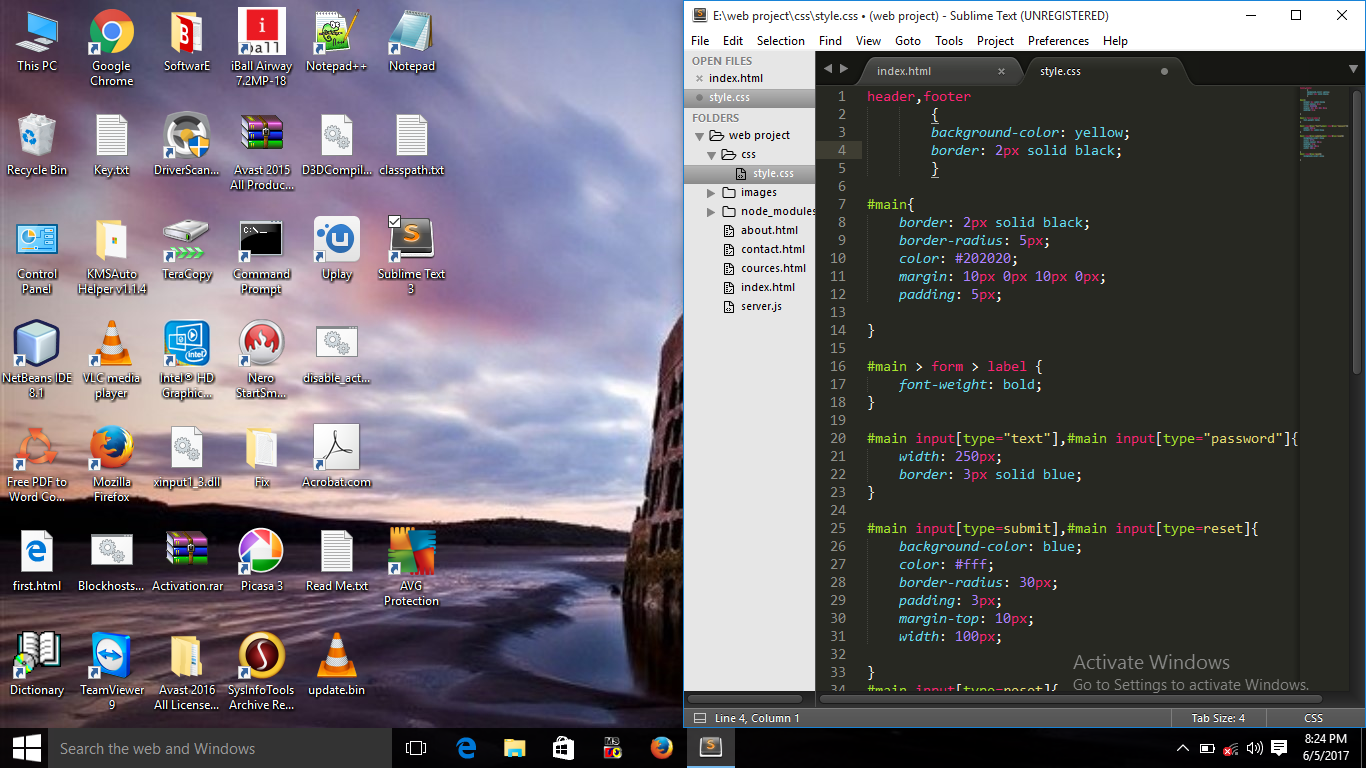 This PC
Google Chrome
SoftwarE
iBall Airway 7.2MP-18
Notepad++
Notepad
Recycle Bin
Key.txt
DriverScan...
Avast 2015 All Produc...
D3DCompil...
classpath.txt
Control Panel
KMSAuto Helper v1.1.4
TeraCopy
Command Prompt
Uplay
Sublime Text 3
NetBeans IDE 8.1
VLC media player
Intel® HD Graphic...
Nero StartSm...
disable_act...
Free PDF to Word Co...
Mozilla Firefox
xinput1_3.dll
Fix
Acrobat.com
first.html
Blockhosts...
Activation.rar
Picasa 3
Read Me.txt
AVG Protection
Dictionary
TeamViewer 9
Avast 2016 All License...
SysInfoTools Archive Re...
update.bin
E:\web project\css\style.css • (web project) - Sublime Text (UNREGISTERED)
File Edit Selection Find View Goto Tools Project Preferences Help
OPEN FILES
index.html
style.css
FOLDERS
web project
css
style.css
images
node_modules
about.html
contact.html
cources.html
index.html
server.js
index.html
style.css
1 header,footer
2 {
3 background-color: yellow;
4 border: 2px solid black;
5 }
6
7 #main{
8 border: 2px solid black;
9 border-radius: 5px;
10 color: #202020;
11 margin: 10px 0px 10px 0px;
12 padding: 5px;
13
14 }
15
16 #main > form > label {
17 font-weight: bold;
18 }
19
20 #main input[type="text"],#main input[type="password"]{
21 width: 250px;
22 border: 3px solid blue;
23 }
24
25 #main input[type=submit],#main input[type=reset]{
26 background-color: blue;
27 color: #fff;
28 border-radius: 30px;
29 padding: 3px;
30 margin-top: 10px;
31 width: 100px;
32
33 }
34 #main input[type=reset]{
Activate Windows
Go to Settings to activate Windows.
Line 4, Column 1
Tab Size: 4
CSS
Search the web and Windows
8:24 PM
6/5/2017